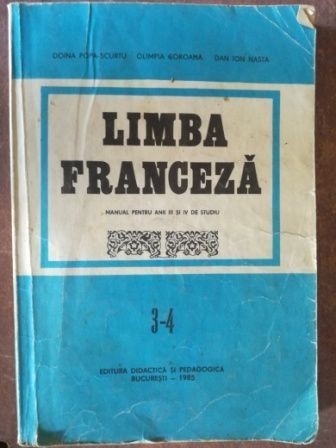 DOINA POPA-SCURTU OLIMPIA COROAMĂ DAN ION NASTA
LIMBA
FRANCEZĂ
MANUAL PENTRU ANII III ȘI IV DE STUDIU
3-4
EDITURA DIDACTICĂ ȘI PEDAGOGICĂ
BUCUREȘTI - 1985